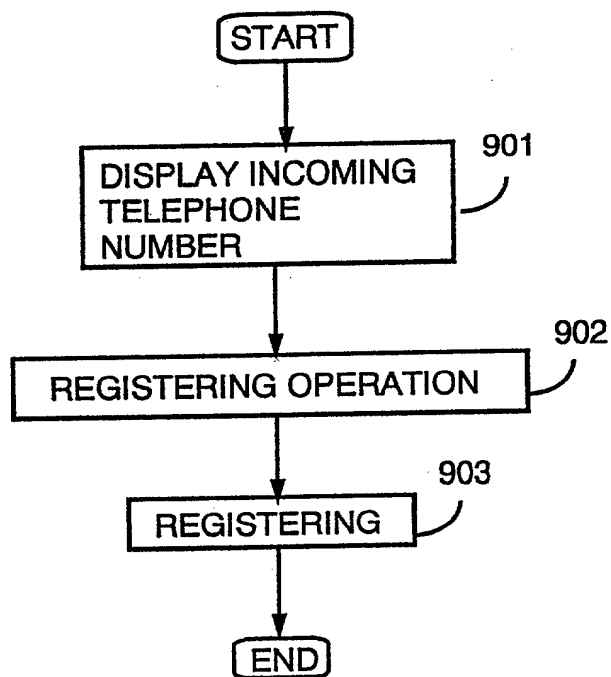 START
901
DISPLAY INCOMING
TELEPHONE
NUMBER
902
REGISTERING OPERATION
903
REGISTERING
END